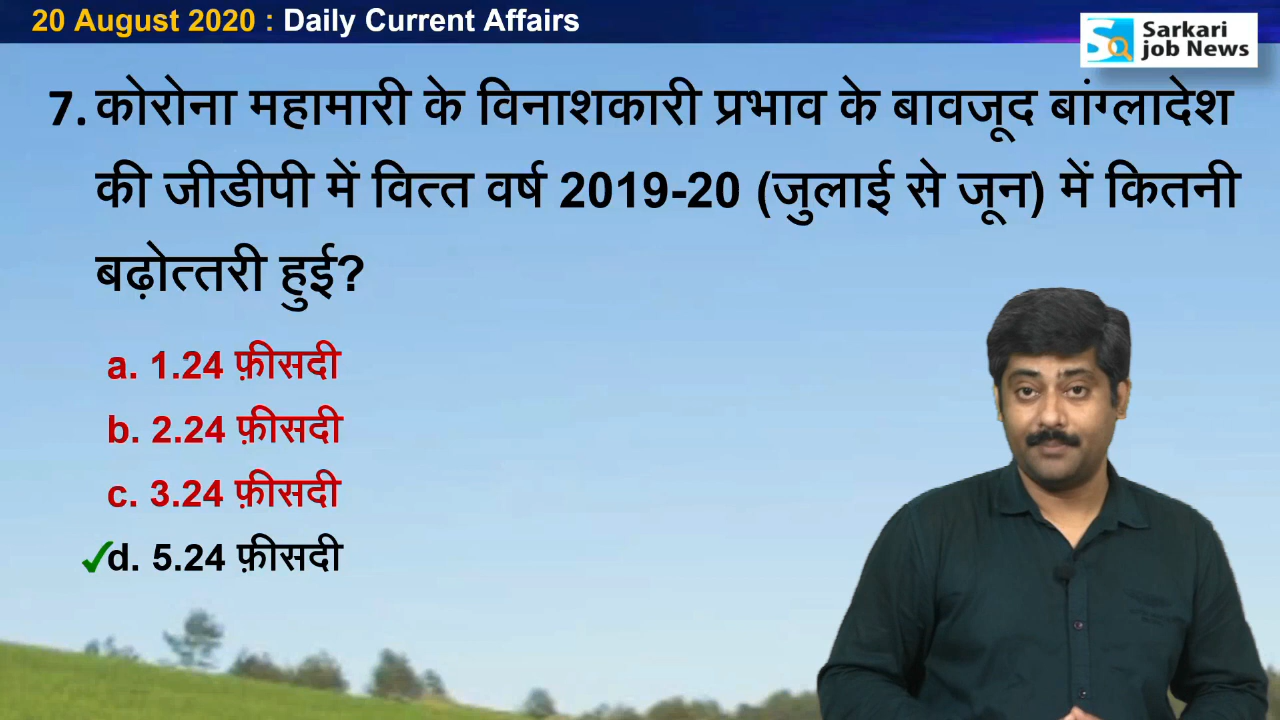 20 August 2020 : Daily Current Affairs
Sarkari
job News
7. कोरोना महामारी के विनाशकारी प्रभाव के बावजूद बांग्लादेश
की जीडीपी में वित्त वर्ष 2019-20 (जुलाई से जून) में कितनी
बढ़ोत्तरी हुई?
a. 1.24 फ़ीसदी
b. 2.24 फ़ीसदी
c. 3.24 फ़ीसदी
d. 5.24 फ़ीसदी